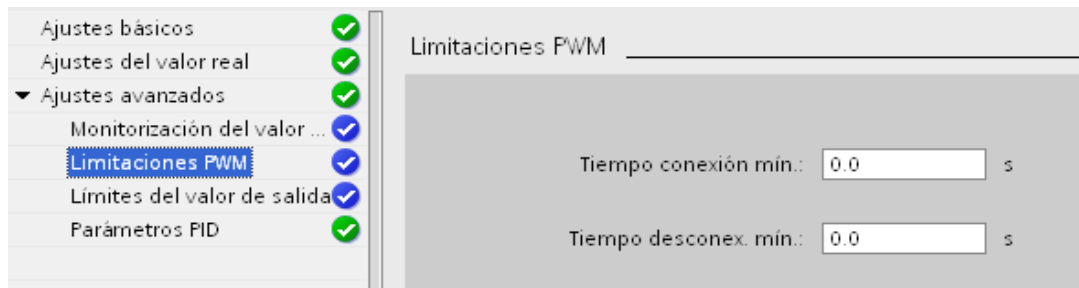 Ajustes básicos
Ajustes del valor real
Ajustes avanzados
Monitorización del valor ...
Limitaciones PWM
Límites del valor de salida
Parámetros PID
Limitaciones PWM
Tiempo conexión mín.: 0.0 s
Tiempo desconex. mín.: 0.0 s